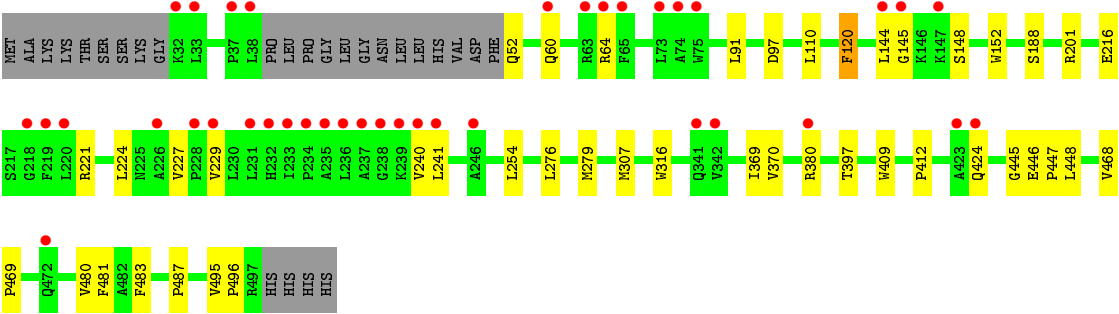 MET ALA LYS LYS THR SER SER LYS GLY K32 L33 P37 L38 PRO LEU PRO GLY LEU GLY ASN LEU LEU HIS VAL ASP PHE Q52 Q60 R63 R64 F65 L73 A74 W75 L91 D97 L110 F120 L144 G145 K146 K147 S148 W152 S188 R201 E216
S217 G218 F219 L220 R221 L224 N225 A226 V227 P228 V229 L230 L231 H232 I233 P234 A235 L236 A237 G238 K239 V240 L241 A246 L254 L276 M279 M307 W316 Q341 V342 I369 V370 R380 T397 W409 P412 A423 Q424 G445 E446 P447 L448 V468
P469 Q472 V480 F481 A482 F483 P487 V495 P496 R497 HIS HIS HIS HIS